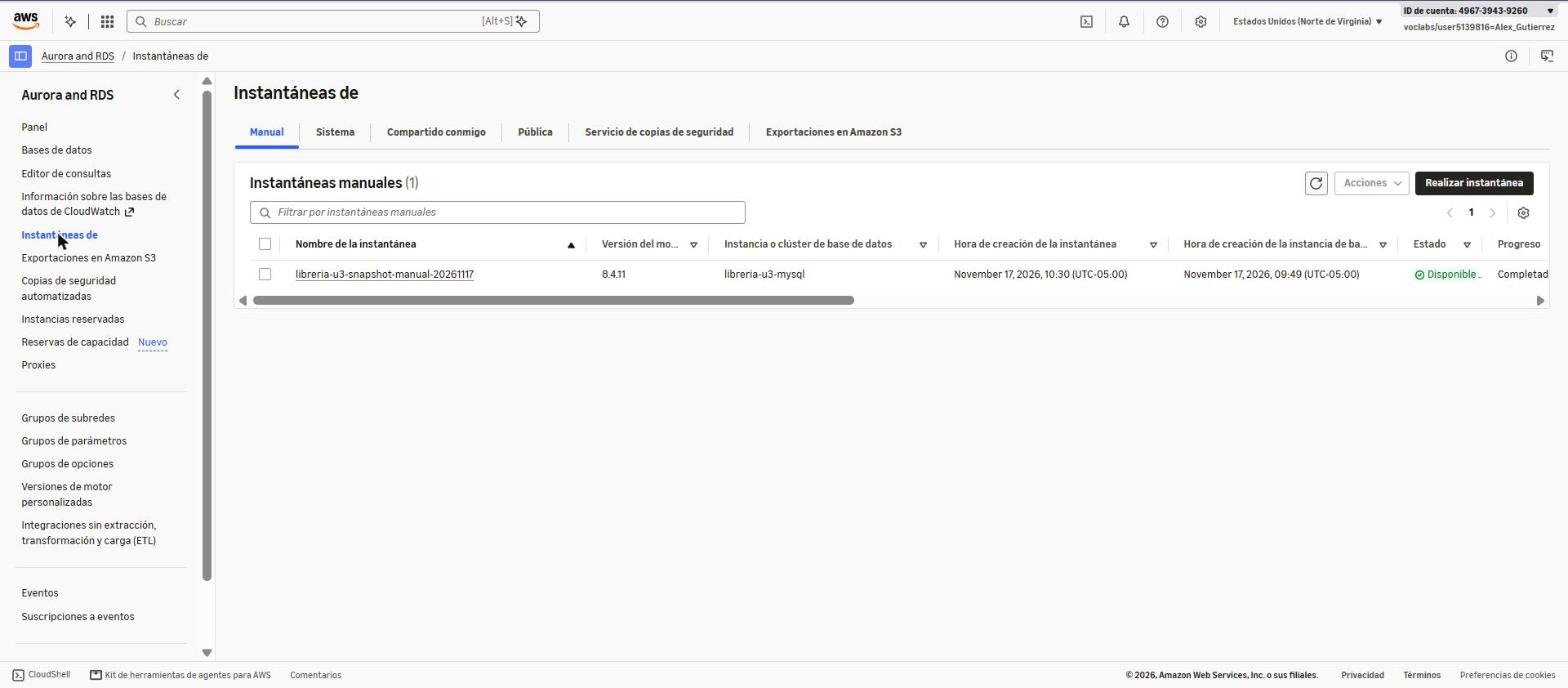 aws
Buscar
[Alt+S]
Estados Unidos (Norte de Virginia)
ID de cuenta: 4967-3943-9260
voclabs/user5139816=Alex_Gutierrez
Aurora and RDS / Instantáneas de
Aurora and RDS
Panel
Bases de datos
Editor de consultas
Información sobre las bases de
datos de CloudWatch
Instantáneas de
Exportaciones en Amazon S3
Copias de seguridad
automatizadas
Instancias reservadas
Reservas de capacidad Nuevo
Proxies
Grupos de subredes
Grupos de parámetros
Grupos de opciones
Versiones de motor
personalizadas
Integraciones sin extracción,
transformación y carga (ETL)
Eventos
Suscripciones a eventos
Instantáneas de
Manual
Sistema
Compartido conmigo
Pública
Servicio de copias de seguridad
Exportaciones en Amazon S3
Instantáneas manuales (1)
Acciones
Realizar instantánea
Filtrar por instantáneas manuales
1
Nombre de la instantánea
Versión del mo...
Instancia o clúster de base de datos
Hora de creación de la instantánea
Hora de creación de la instancia de ba...
Estado
Progreso
libreria-u3-snapshot-manual-20261117
8.4.11
libreria-u3-mysql
November 17, 2026, 10:30 (UTC-05:00)
November 17, 2026, 09:49 (UTC-05:00)
Disponible
Completad
CloudShell
Kit de herramientas de agentes para AWS
Comentarios
© 2026, Amazon Web Services, Inc. o sus filiales.
Privacidad
Términos
Preferencias de cookies